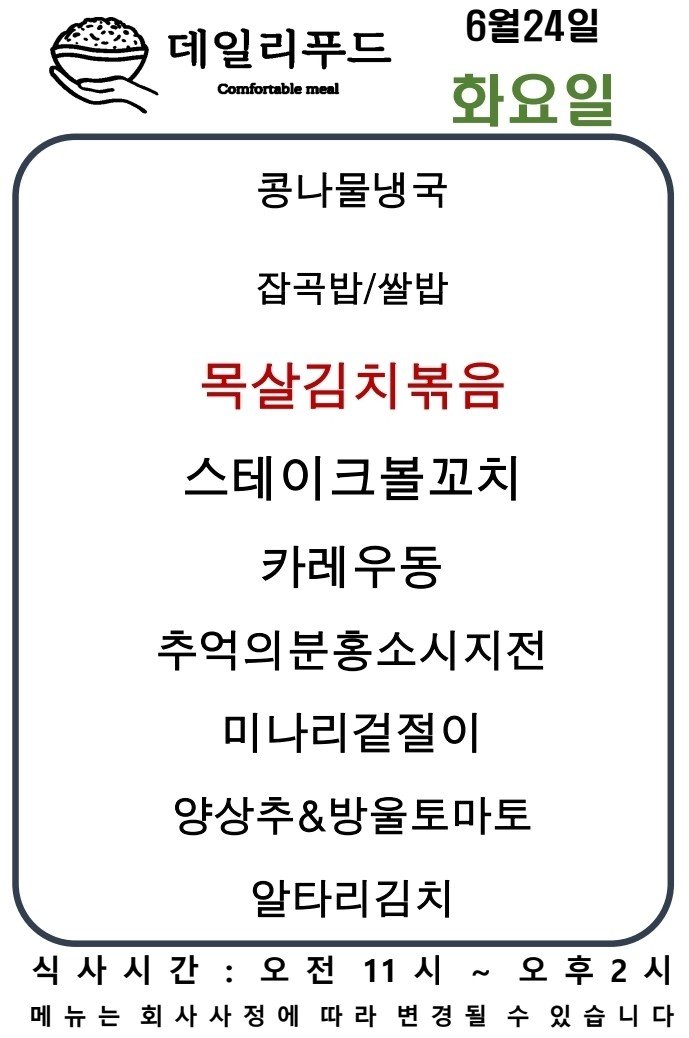 데일리푸드
Comfortable meal
6월24일
화요일
콩나물냉국
잡곡밥/쌀밥
목살김치볶음
스테이크볼꼬치
카레우동
추억의분홍소시지전
미나리겉절이
양상추&방울토마토
알타리김치
식사시간 : 오전 11시 ~ 오후2시
메뉴는 회사사정에 따라 변경될 수 있습니다